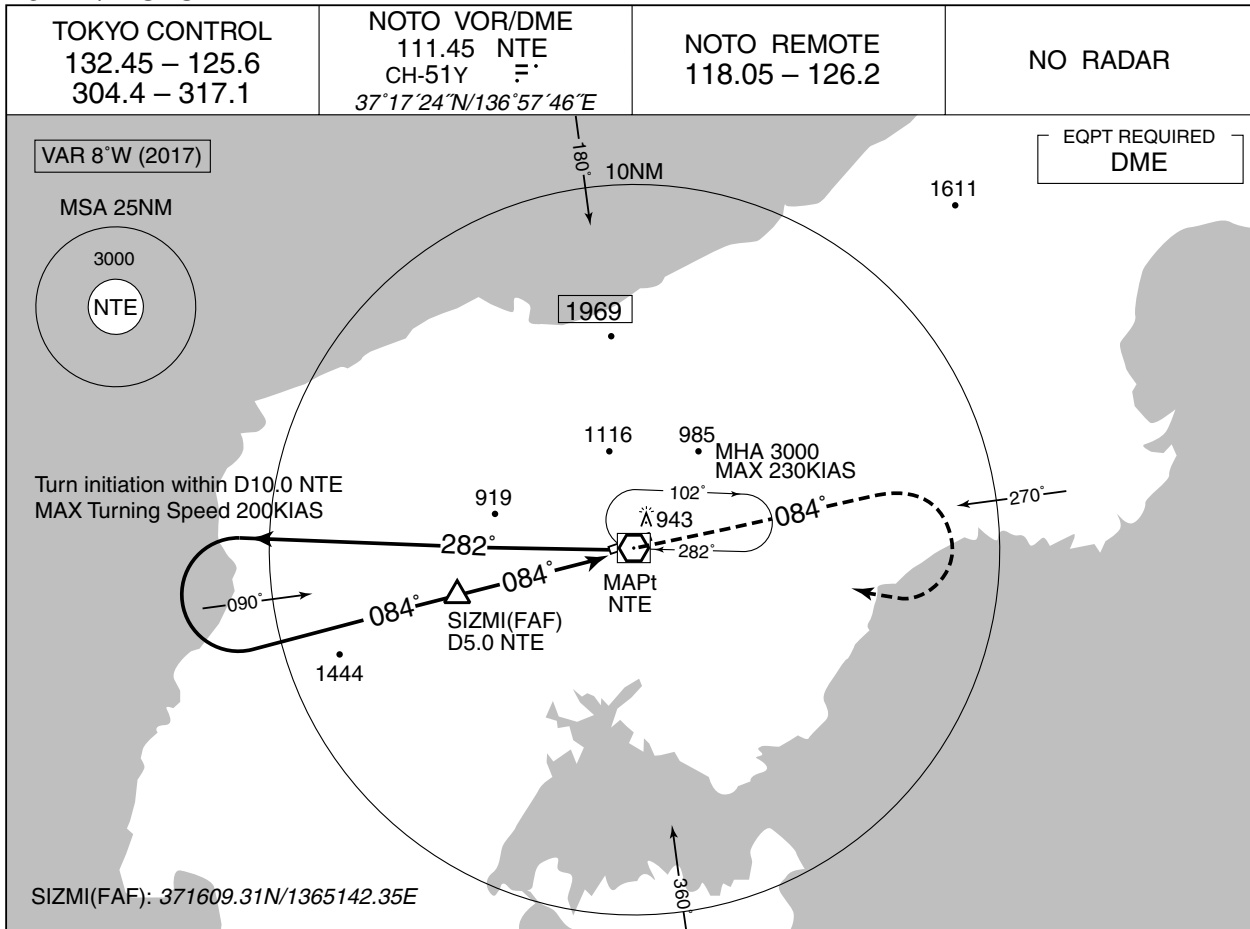 TOKYO CONTROL
132.45 – 125.6
304.4 – 317.1
NOTO VOR/DME
111.45 NTE
CH-51Y
37°17´24˝N/136°57´46˝E
NOTO REMOTE
118.05 – 126.2
NO RADAR
VAR 8°W (2017)
EQPT REQUIRED
DME
MSA 25NM
3000
NTE
180°
10NM
1611
1969
1116
985
MHA 3000
MAX 230KIAS
Turn initiation within D10.0 NTE
MAX Turning Speed 200KIAS
919
102°
943
084°
270°
282°
282°
MAPt
NTE
090°
084°
084°
SIZMI(FAF)
D5.0 NTE
1444
360°
SIZMI(FAF): 371609.31N/1365142.35E